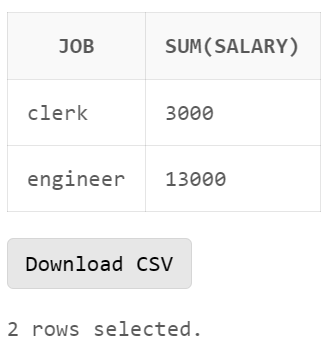 JOB SUM(SALARY)
clerk 3000
engineer 13000
Download CSV
2 rows selected.